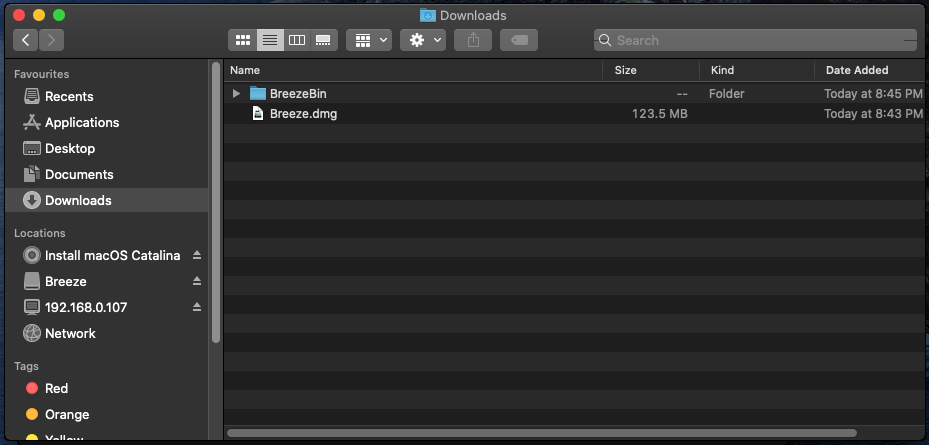 Downloads
Search
Favourites
Recents
Applications
Desktop
Documents
Downloads
Locations
Install macOS Catalina
Breeze
192.168.0.107
Network
Tags
Red
Orange
Yellow
Name Size Kind Date Added
BreezeBin -- Folder Today at 8:45 PM
Breeze.dmg 123.5 MB Today at 8:43 PM